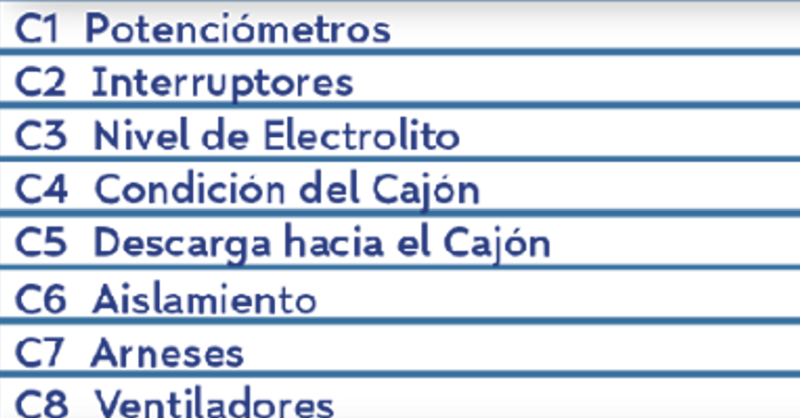 C1 Potenciómetros
C2 Interruptores
C3 Nivel de Electrolito
C4 Condición del Cajón
C5 Descarga hacia el Cajón
C6 Aislamiento
C7 Arneses
C8 Ventiladores